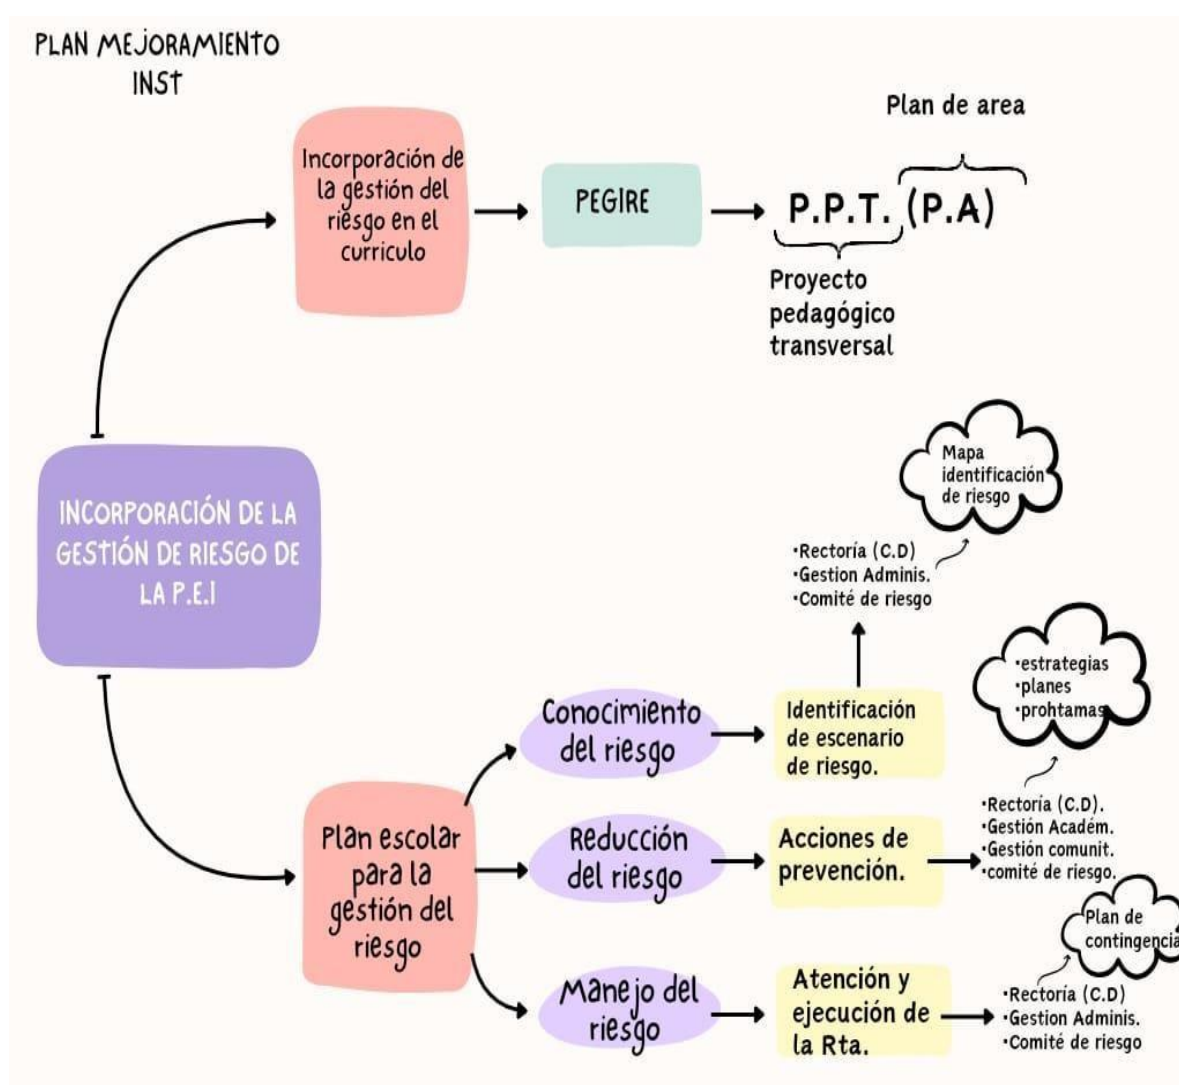 PLAN MEJORAMIENTO
INST
Plan de area
Incorporación de
la gestión del
riesgo en el
curriculo
PEGIRE
P.P.T. (P.A)
Proyecto
pedagógico
transversal
INCORPORACIÓN DE LA
GESTIÓN DE RIESGO DE
LA P.E.I
Mapa
identificación
de riesgo
•Rectoría (C.D)
•Gestion Adminis.
•Comité de riesgo
•estrategias
•planes
•prohtamas
Conocimiento
del riesgo
Identificación
de escenario
de riesgo.
Plan escolar
para la
gestión del
riesgo
Reducción
del riesgo
Acciones de
prevención.
•Rectoría (C.D).
•Gestión Académ.
•Gestión comunit.
•comité de riesgo.
Plan de
contingencia
Manejo del
riesgo
Atención y
ejecución de
la Rta.
•Rectoría (C.D)
•Gestion Adminis.
•Comité de riesgo